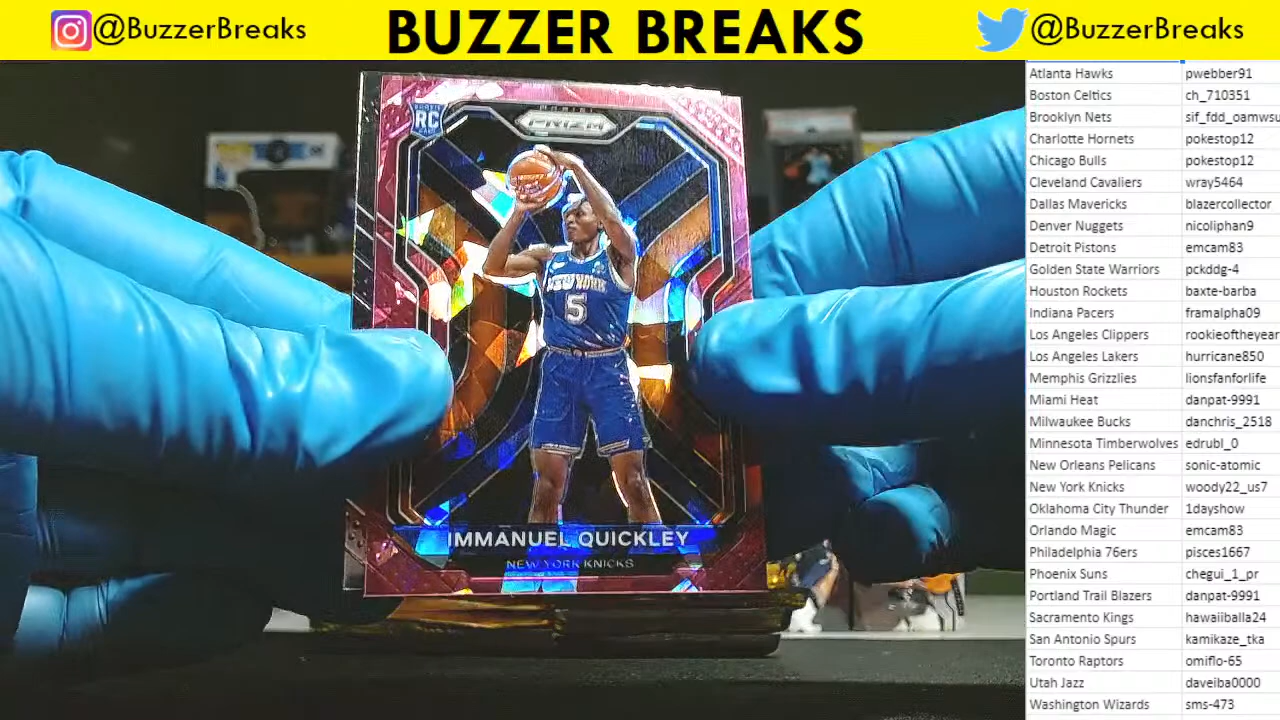 @BuzzerBreaks
BUZZER BREAKS
@BuzzerBreaks
RC
PANINI
PRIZM
NEW YORK
5
IMMANUEL QUICKLEY
NEW YORK KNICKS
Atlanta Hawks pwebber91
Boston Celtics ch_710351
Brooklyn Nets sif_fdd_oamwsu
Charlotte Hornets pokestop12
Chicago Bulls pokestop12
Cleveland Cavaliers wray5464
Dallas Mavericks blazercollector
Denver Nuggets nicoliphan9
Detroit Pistons emcam83
Golden State Warriors pckddg-4
Houston Rockets baxte-barba
Indiana Pacers framalpha09
Los Angeles Clippers rookieoftheyear
Los Angeles Lakers hurricane850
Memphis Grizzlies lionsfanforlife
Miami Heat danpat-9991
Milwaukee Bucks danchris_2518
Minnesota Timberwolves edrubl_0
New Orleans Pelicans sonic-atomic
New York Knicks woody22_us7
Oklahoma City Thunder 1dayshow
Orlando Magic emcam83
Philadelphia 76ers pisces1667
Phoenix Suns chegui_1_pr
Portland Trail Blazers danpat-9991
Sacramento Kings hawaiiballa24
San Antonio Spurs kamikaze_tka
Toronto Raptors omiflo-65
Utah Jazz daveiba0000
Washington Wizards sms-473